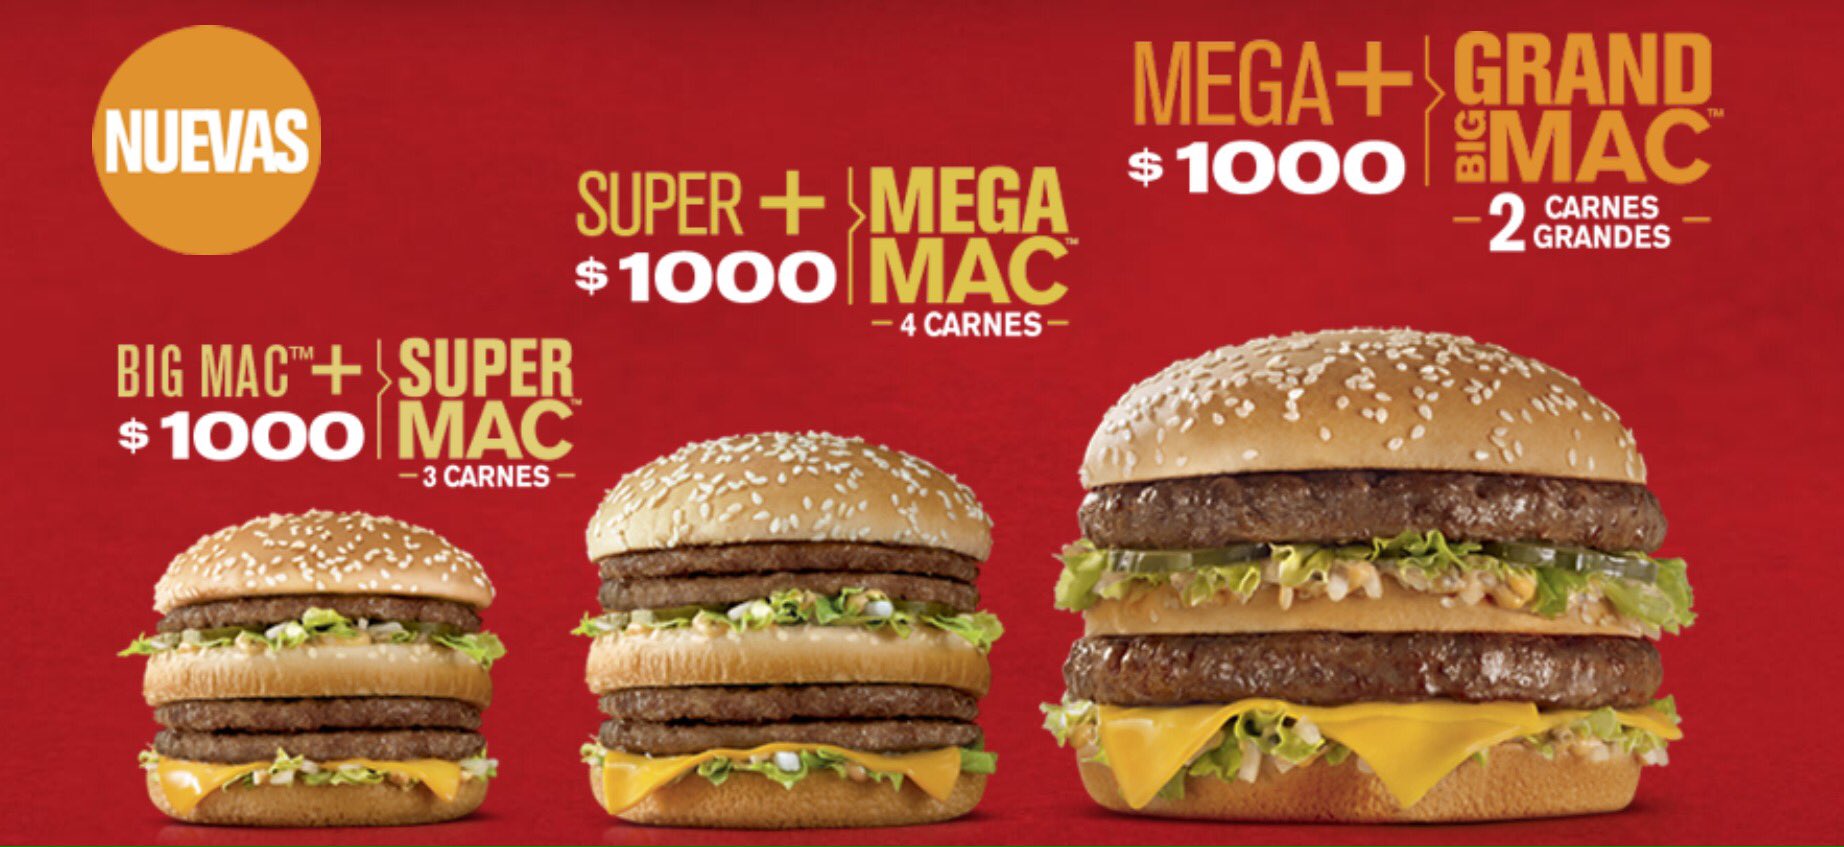 NUEVAS
BIG MAC™+
$1000
SUPER
MAC™
3 CARNES
SUPER +
$1000
MEGA
MAC™
4 CARNES
MEGA+
$1000
GRAND
BIG MAC™
2 CARNES
GRANDES